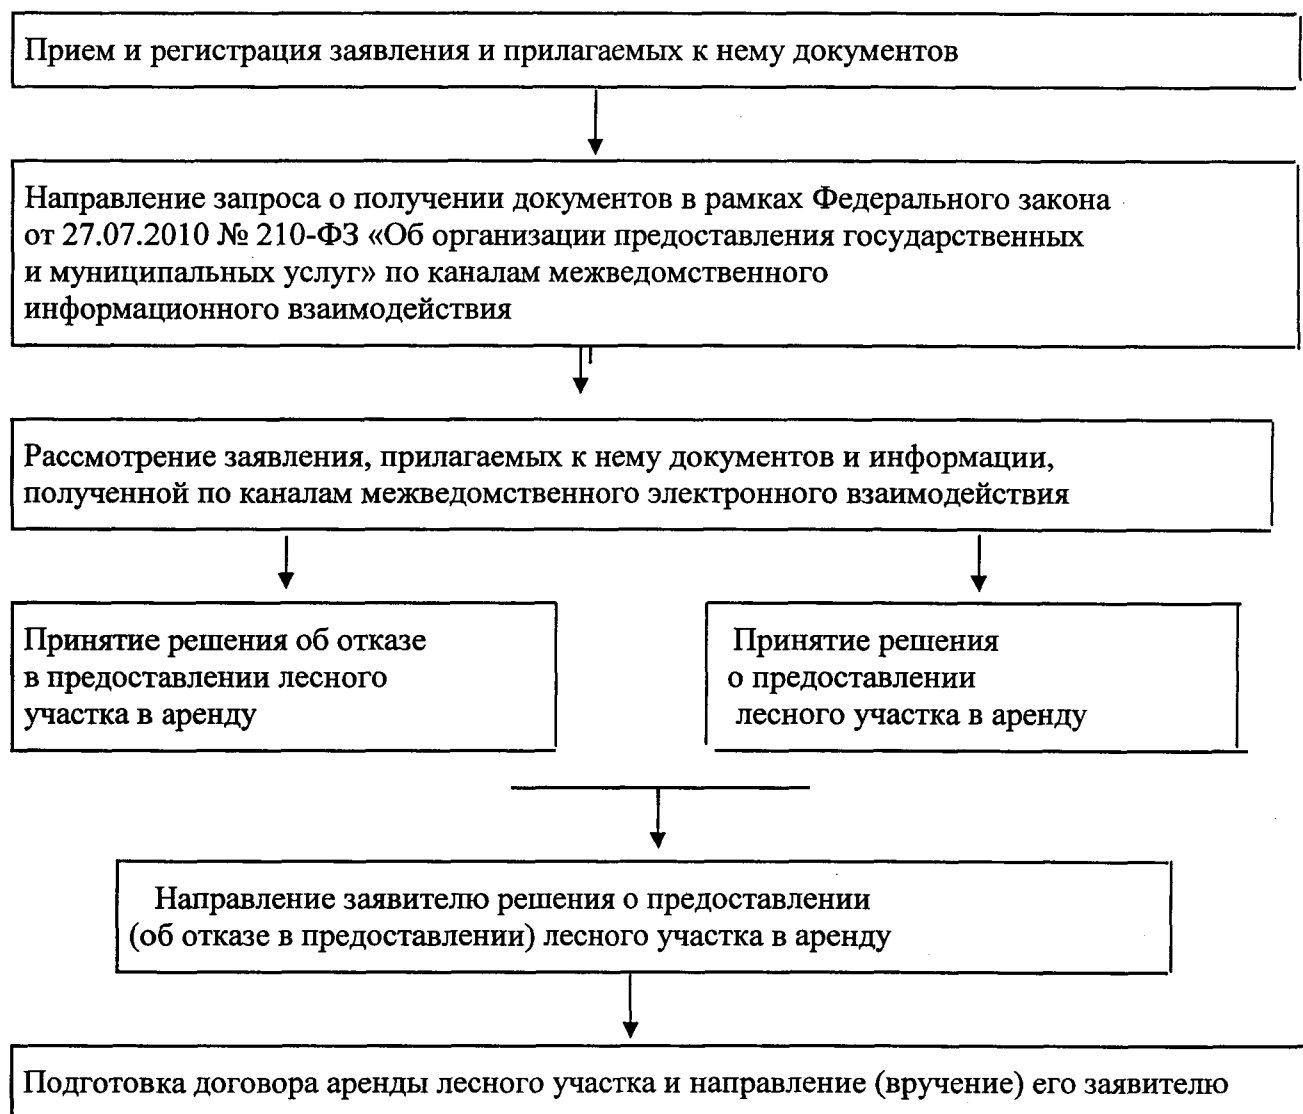 Прием и регистрация заявления и прилагаемых к нему документов
Направление запроса о получении документов в рамках Федерального закона
от 27.07.2010 № 210-ФЗ «Об организации предоставления государственных
и муниципальных услуг» по каналам межведомственного
информационного взаимодействия
Рассмотрение заявления, прилагаемых к нему документов и информации,
полученной по каналам межведомственного электронного взаимодействия
Принятие решения об отказе
в предоставлении лесного
участка в аренду
Принятие решения
о предоставлении
лесного участка в аренду
Направление заявителю решения о предоставлении
(об отказе в предоставлении) лесного участка в аренду
Подготовка договора аренды лесного участка и направление (вручение) его заявителю